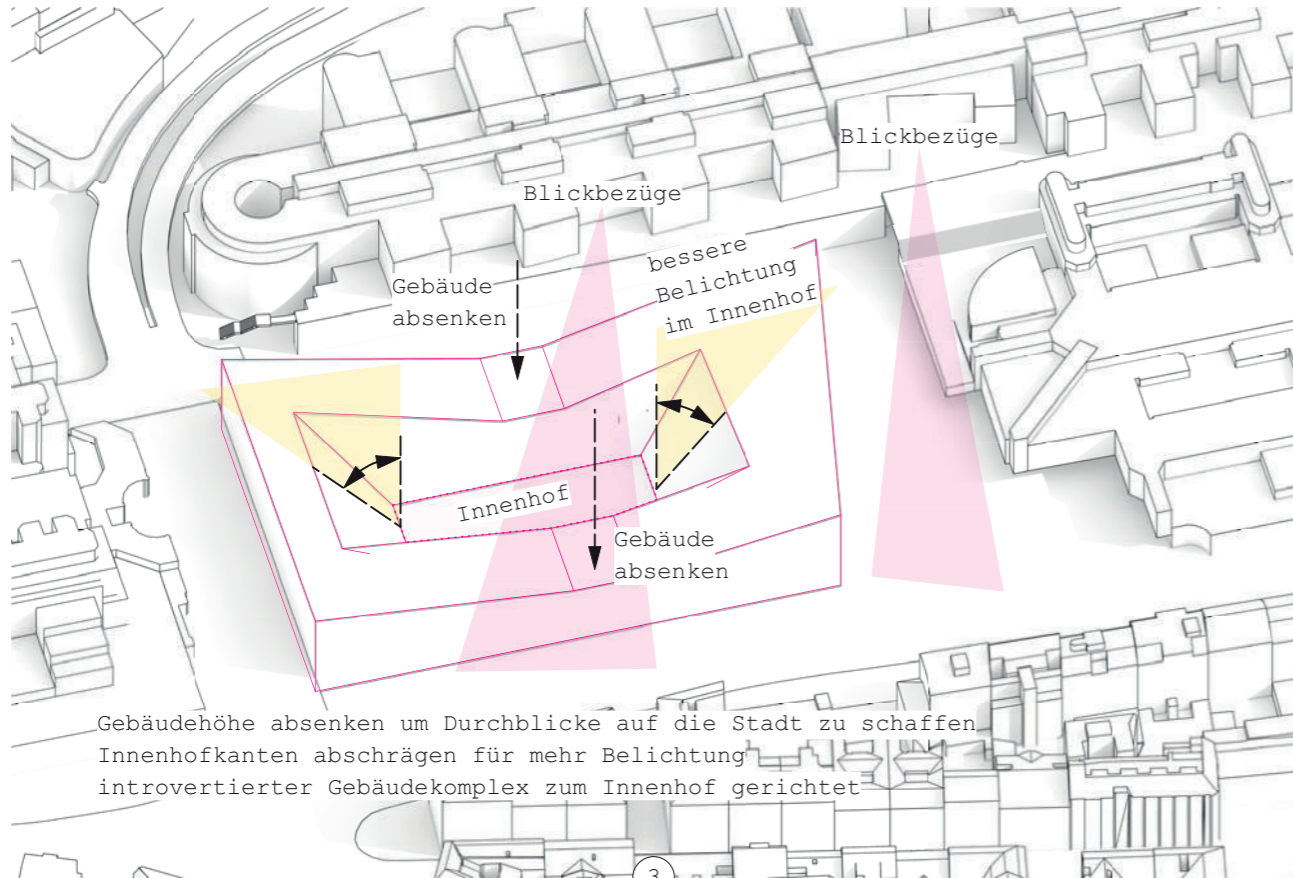 Blickbezüge
Blickbezüge
bessere
Belichtung
im Innenhof
Gebäude
absenken
Innenhof
Gebäude
absenken
Gebäudehöhe absenken um Durchblicke auf die Stadt zu schaffen
Innenhofkanten abschrägen für mehr Belichtung
introvertierter Gebäudekomplex zum Innenhof gerichtet
3